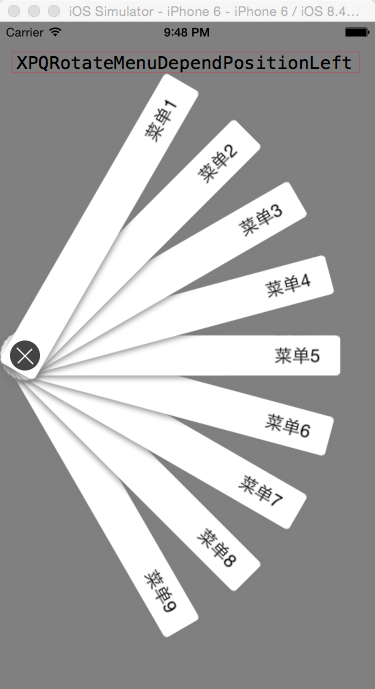 iOS Simulator - iPhone 6 - iPhone 6 / iOS 8.4...
Carrier 9:48 PM
XPQRotateMenuDependPositionLeft
菜单1
菜单2
菜单3
菜单4
菜单5
菜单6
菜单7
菜单8
菜单9